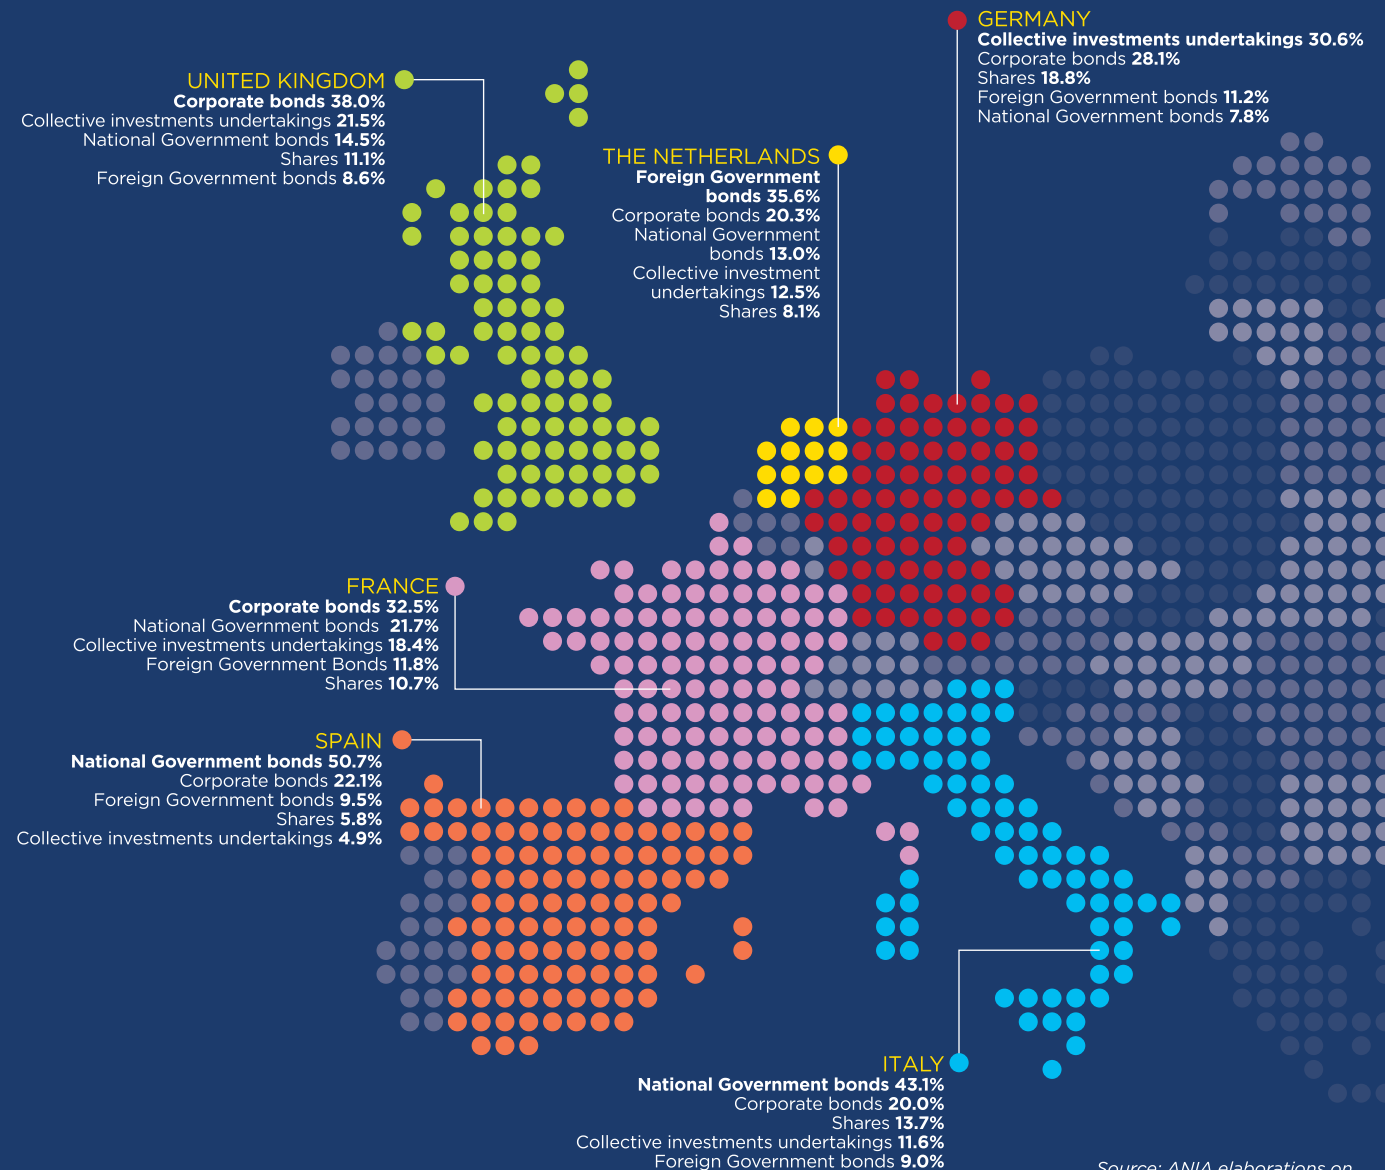 GERMANY
Collective investments undertakings 30.6%
Corporate bonds 28.1%
Shares 18.8%
Foreign Government bonds 11.2%
National Government bonds 7.8%
UNITED KINGDOM
Corporate bonds 38.0%
Collective investments undertakings 21.5%
National Government bonds 14.5%
Shares 11.1%
Foreign Government bonds 8.6%
THE NETHERLANDS
Foreign Government
bonds 35.6%
Corporate bonds 20.3%
National Government
bonds 13.0%
Collective investment
undertakings 12.5%
Shares 8.1%
FRANCE
Corporate bonds 32.5%
National Government bonds 21.7%
Collective investments undertakings 18.4%
Foreign Government Bonds 11.8%
Shares 10.7%
SPAIN
National Government bonds 50.7%
Corporate bonds 22.1%
Foreign Government bonds 9.5%
Shares 5.8%
Collective investments undertakings 4.9%
ITALY
National Government bonds 43.1%
Corporate bonds 20.0%
Shares 13.7%
Collective investments undertakings 11.6%
Foreign Government bonds 9.0%
Source: ANIA elaborations on